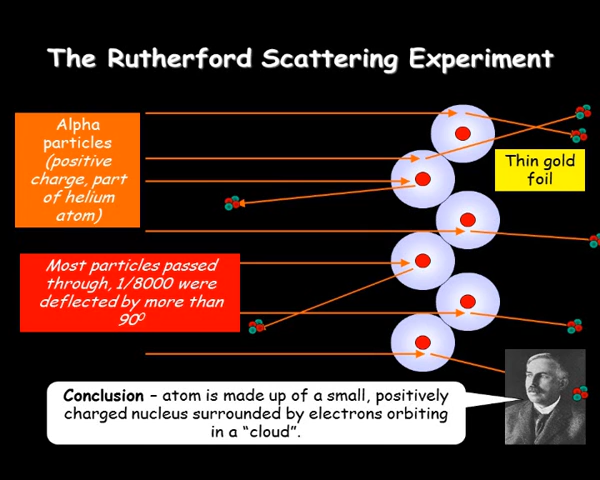 The Rutherford Scattering Experiment
Alpha
particles
(positive
charge, part
of helium
atom)
Thin gold
foil
Most particles passed
through, 1/8000 were
deflected by more than
90⁰
Conclusion – atom is made up of a small, positively
charged nucleus surrounded by electrons orbiting
in a “cloud”.